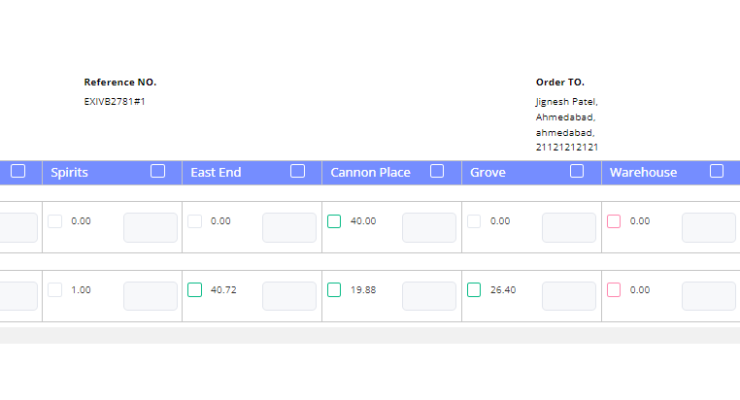 Reference NO.
EXIVB2781#1
Order TO.
Jignesh Patel,
Ahmedabad,
ahmedabad,
21121212121
Spirits East End Cannon Place Grove Warehouse
0.00 0.00 40.00 0.00 0.00
1.00 40.72 19.88 26.40 0.00